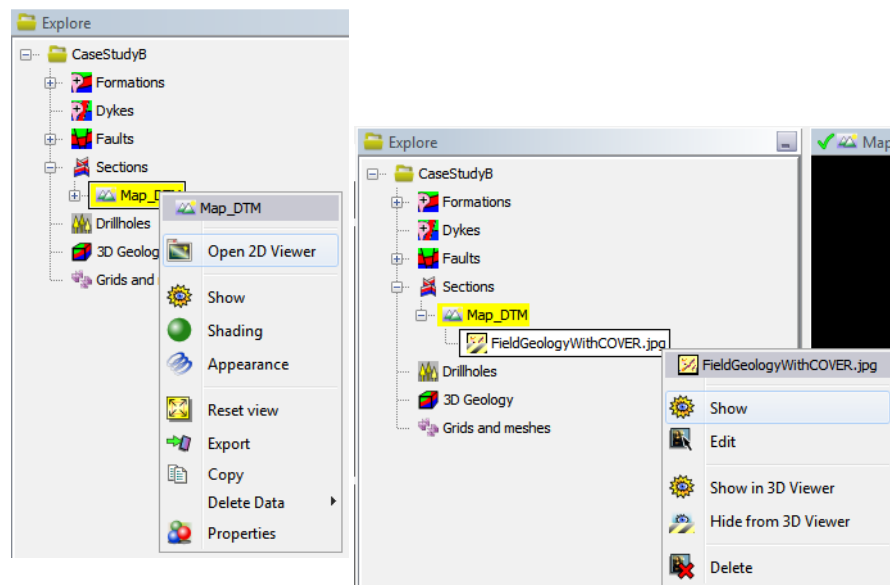 Explore
CaseStudyB
Formations
Dykes
Faults
Sections
Map_DTM
Drillholes
3D Geolog
Grids and
Map_DTM
Open 2D Viewer
Show
Shading
Appearance
Reset view
Export
Copy
Delete Data
Properties
Explore
CaseStudyB
Formations
Dykes
Faults
Sections
Map_DTM
FieldGeologyWithCOVER.jpg
Drillholes
3D Geology
Grids and meshes
Map
FieldGeologyWithCOVER.jpg
Show
Edit
Show in 3D Viewer
Hide from 3D Viewer
Delete